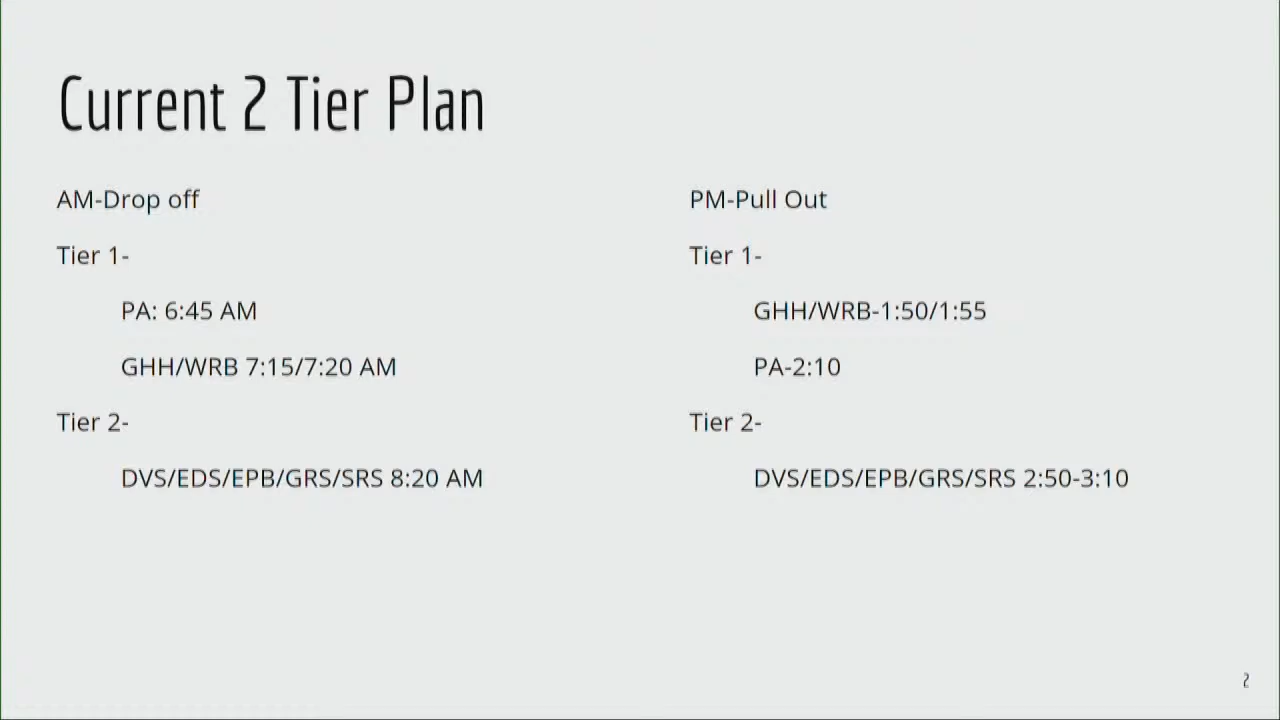 Current 2 Tier Plan
AM-Drop off
Tier 1-
PA: 6:45 AM
GHH/WRB 7:15/7:20 AM
Tier 2-
DVS/EDS/EPB/GRS/SRS 8:20 AM
PM-Pull Out
Tier 1-
GHH/WRB-1:50/1:55
PA-2:10
Tier 2-
DVS/EDS/EPB/GRS/SRS 2:50-3:10
2